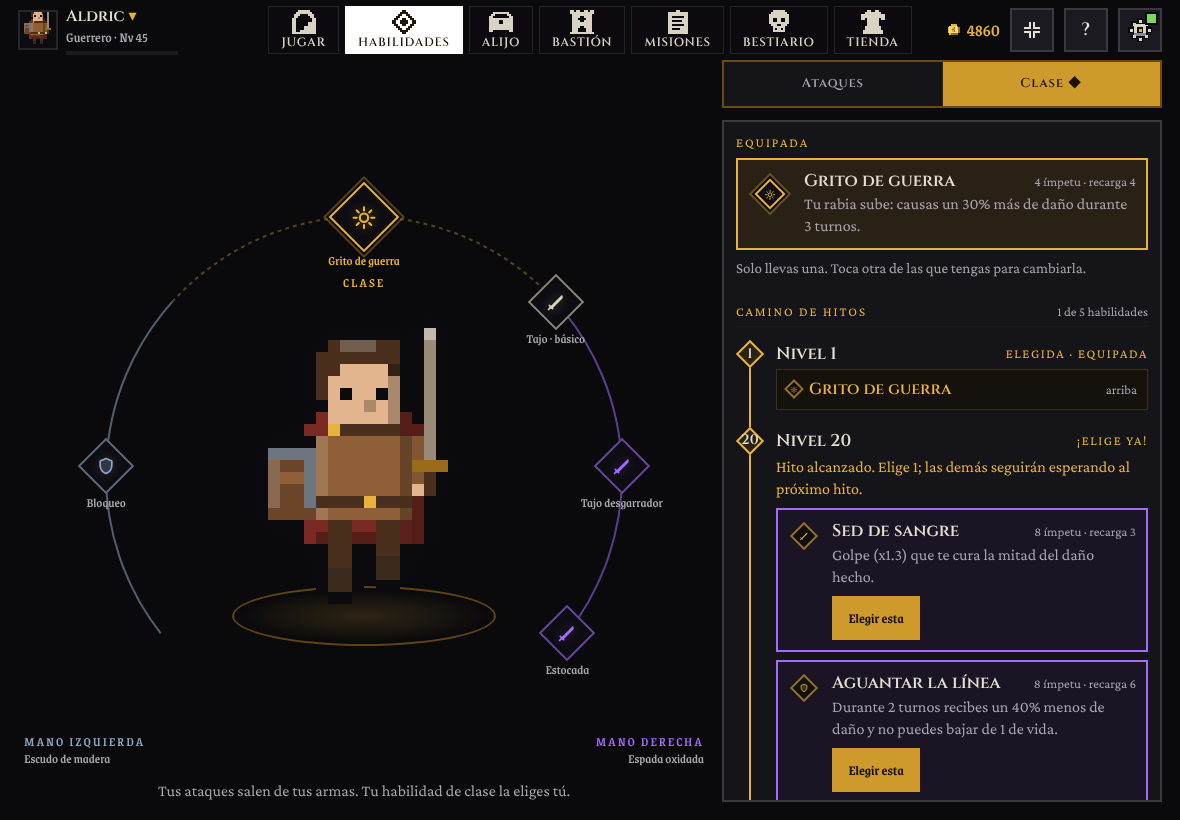 Aldric ▾
Guerrero · Nv 45
JUGAR
HABILIDADES
ALIJO
BASTIÓN
MISIONES
BESTIARIO
TIENDA
4860
?
Ataques
Clase ◆
EQUIPADA
Grito de guerra
4 ímpetu · recarga 4
Tu rabia sube: causas un 30% más de daño durante
3 turnos.
Solo llevas una. Toca otra de las que tengas para cambiarla.
CAMINO DE HITOS
1 de 5 habilidades
1
Nivel 1
ELEGIDA · EQUIPADA
Grito de guerra
arriba
20
Nivel 20
¡ELIGE YA!
Hito alcanzado. Elige 1; las demás seguirán esperando al
próximo hito.
Sed de sangre
8 ímpetu · recarga 3
Golpe (x1.3) que te cura la mitad del daño
hecho.
Elegir esta
Aguantar la línea
8 ímpetu · recarga 6
Durante 2 turnos recibes un 40% menos de
daño y no puedes bajar de 1 de vida.
Elegir esta
Grito de guerra
CLASE
Tajo · básico
Bloqueo
Tajo desgarrador
Estocada
MANO IZQUIERDA
Escudo de madera
MANO DERECHA
Espada oxidada
Tus ataques salen de tus armas. Tu habilidad de clase la eliges tú.